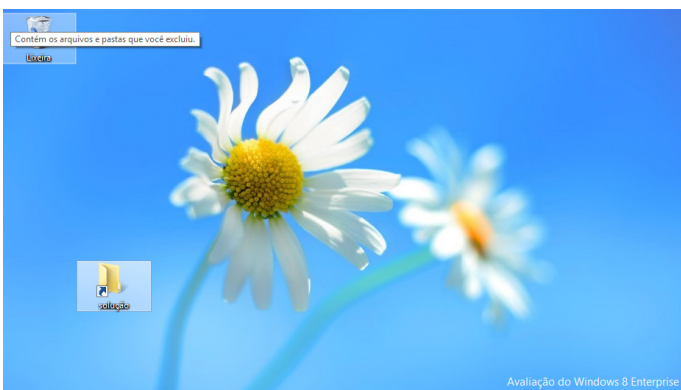 Contém os arquivos e pastas que você excluiu.
Lixeira
solução
Avaliação do Windows 8 Enterprise